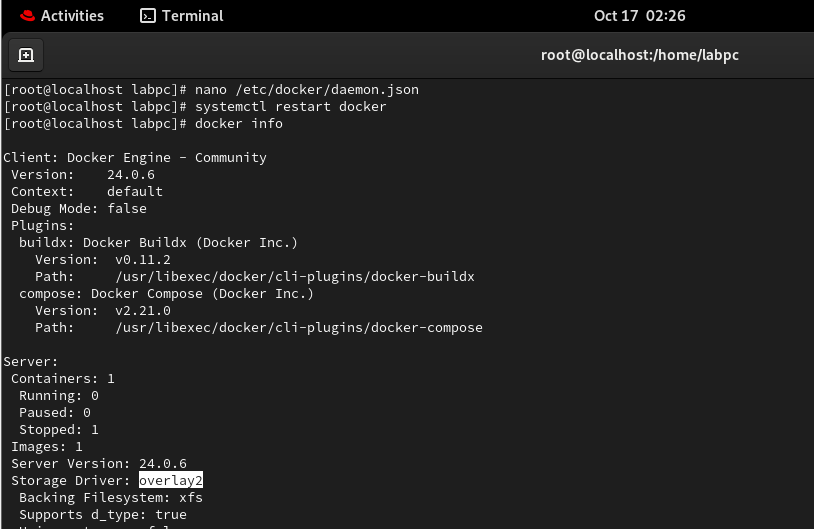 Activities Terminal Oct 17 02:26
root@localhost:/home/labpc
[root@localhost labpc]# nano /etc/docker/daemon.json
[root@localhost labpc]# systemctl restart docker
[root@localhost labpc]# docker info
Client: Docker Engine - Community
Version: 24.0.6
Context: default
Debug Mode: false
Plugins:
buildx: Docker Buildx (Docker Inc.)
Version: v0.11.2
Path: /usr/libexec/docker/cli-plugins/docker-buildx
compose: Docker Compose (Docker Inc.)
Version: v2.21.0
Path: /usr/libexec/docker/cli-plugins/docker-compose
Server:
Containers: 1
Running: 0
Paused: 0
Stopped: 1
Images: 1
Server Version: 24.0.6
Storage Driver: overlay2
Backing Filesystem: xfs
Supports d_type: true